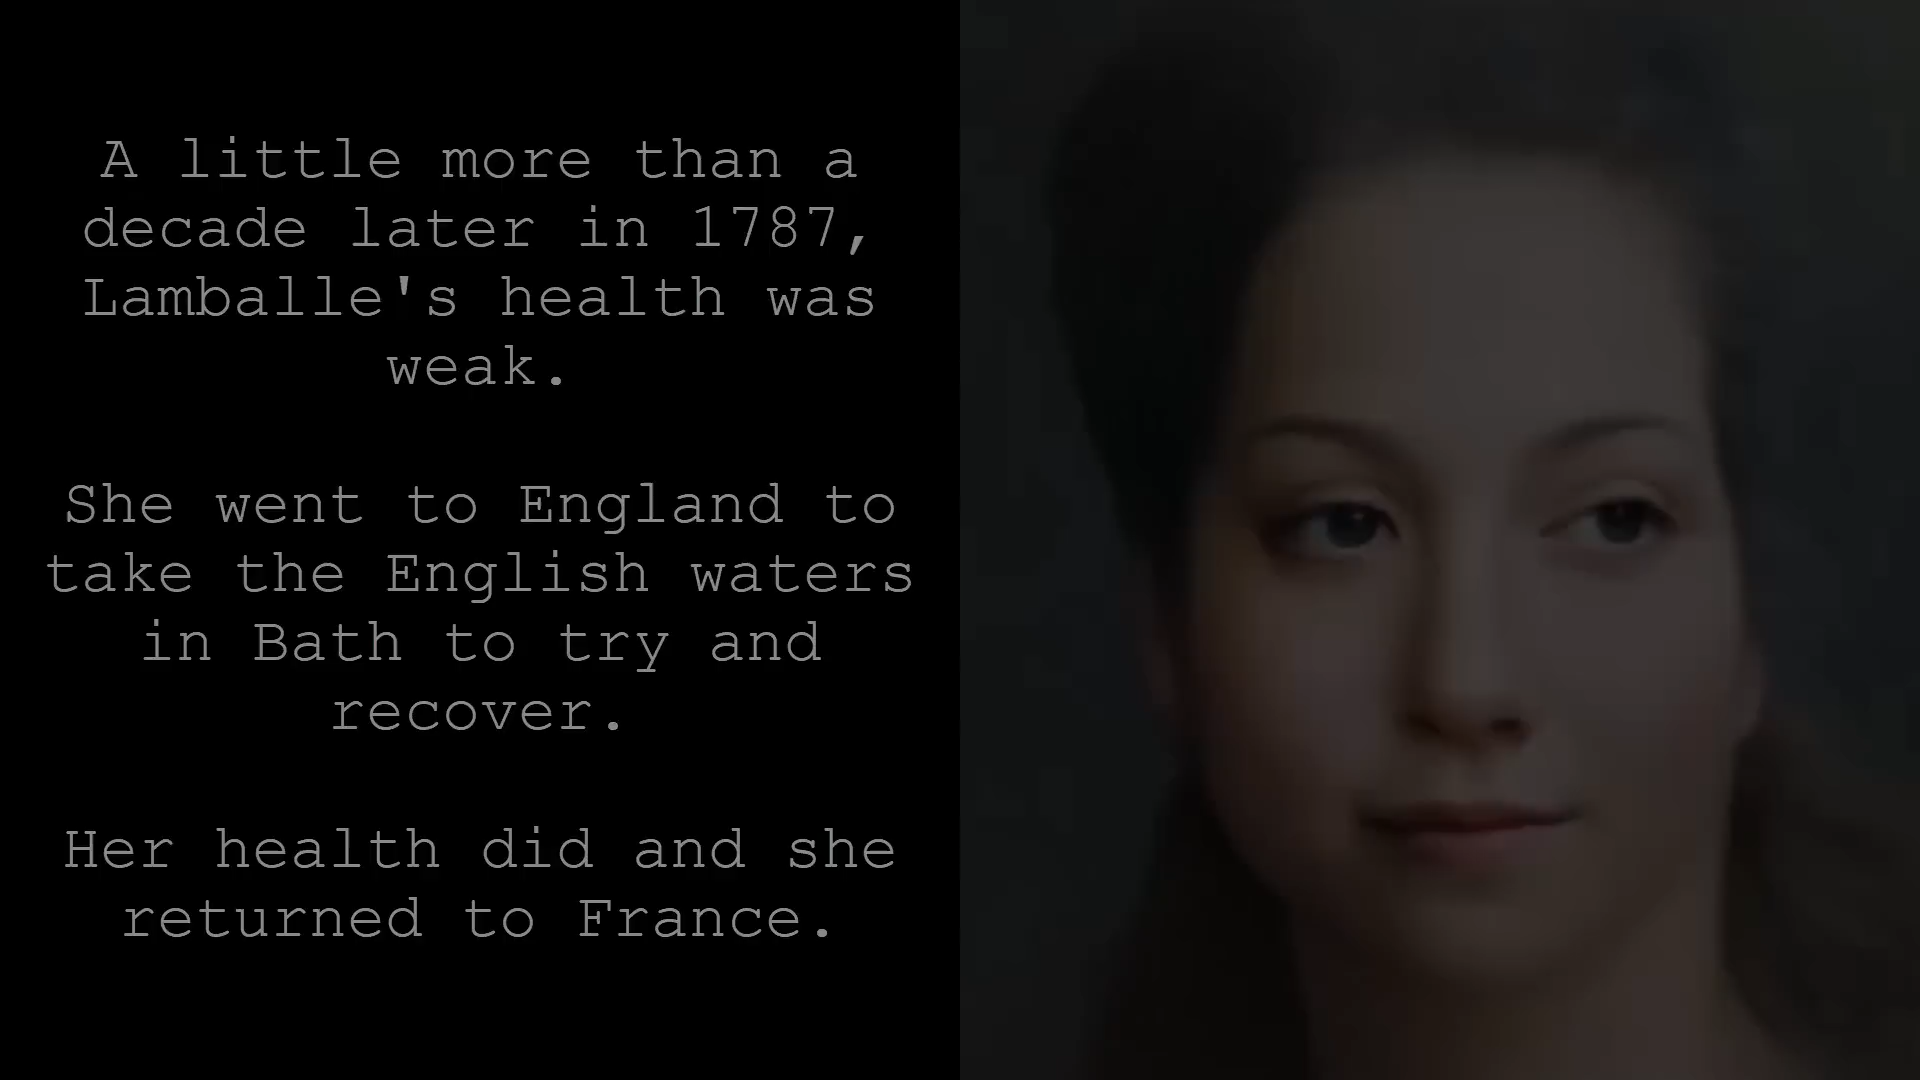 A little more than a
decade later in 1787,
Lamballe's health was
weak.
She went to England to
take the English waters
in Bath to try and
recover.
Her health did and she
returned to France.